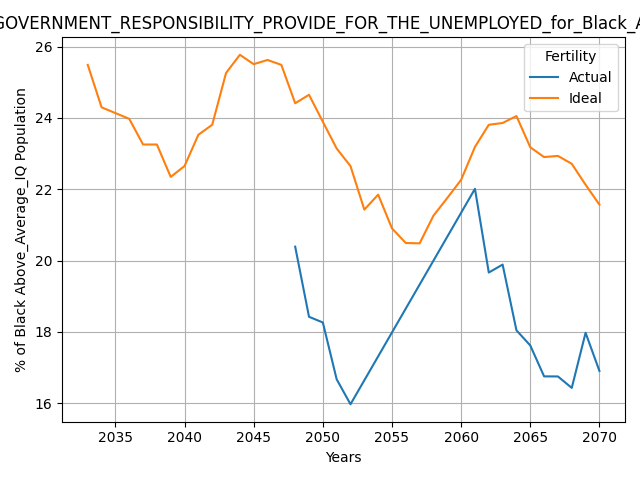 GOVERNMENT_RESPONSIBILITY_PROVIDE_FOR_THE_UNEMPLOYED_for_Black_A
Fertility
Actual
Ideal
% of Black Above_Average_IQ Population
26
24
22
20
18
16
2035 2040 2045 2050 2055 2060 2065 2070
Years